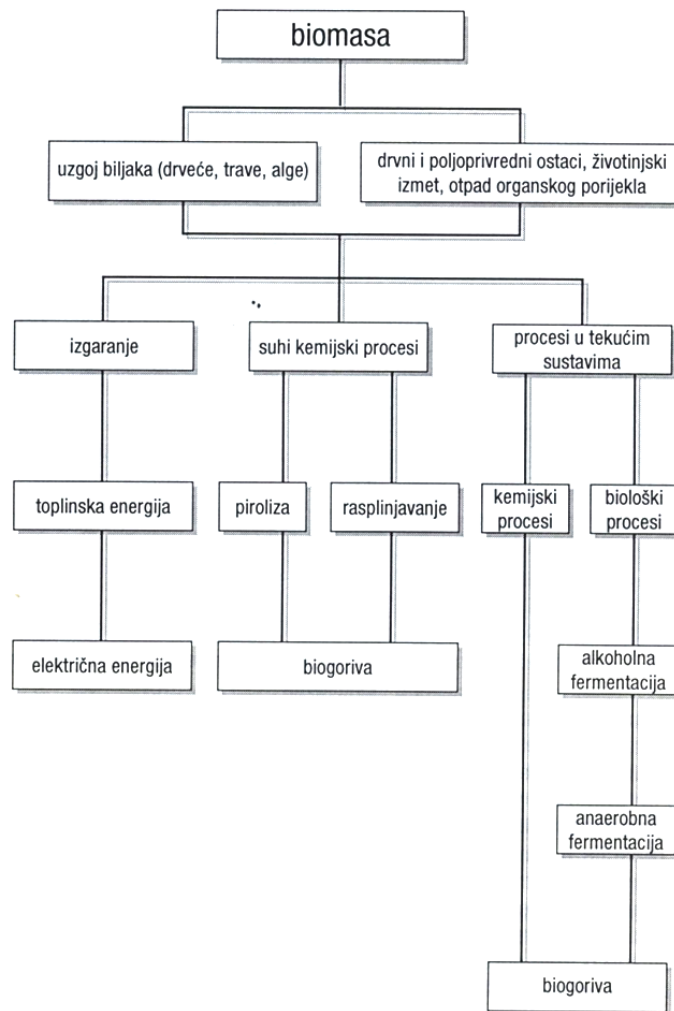 biomasa
uzgoj biljaka (drveće, trave, alge)
drvni i poljoprivredni ostaci, životinjski
izmet, otpad organskog porijekla
izgaranje
suhi kemijski procesi
procesi u tekućim
sustavima
toplinska energija
piroliza
rasplinjavanje
kemijski
procesi
biološki
procesi
električna energija
biogoriva
alkoholna
fermentacija
anaerobna
fermentacija
biogoriva